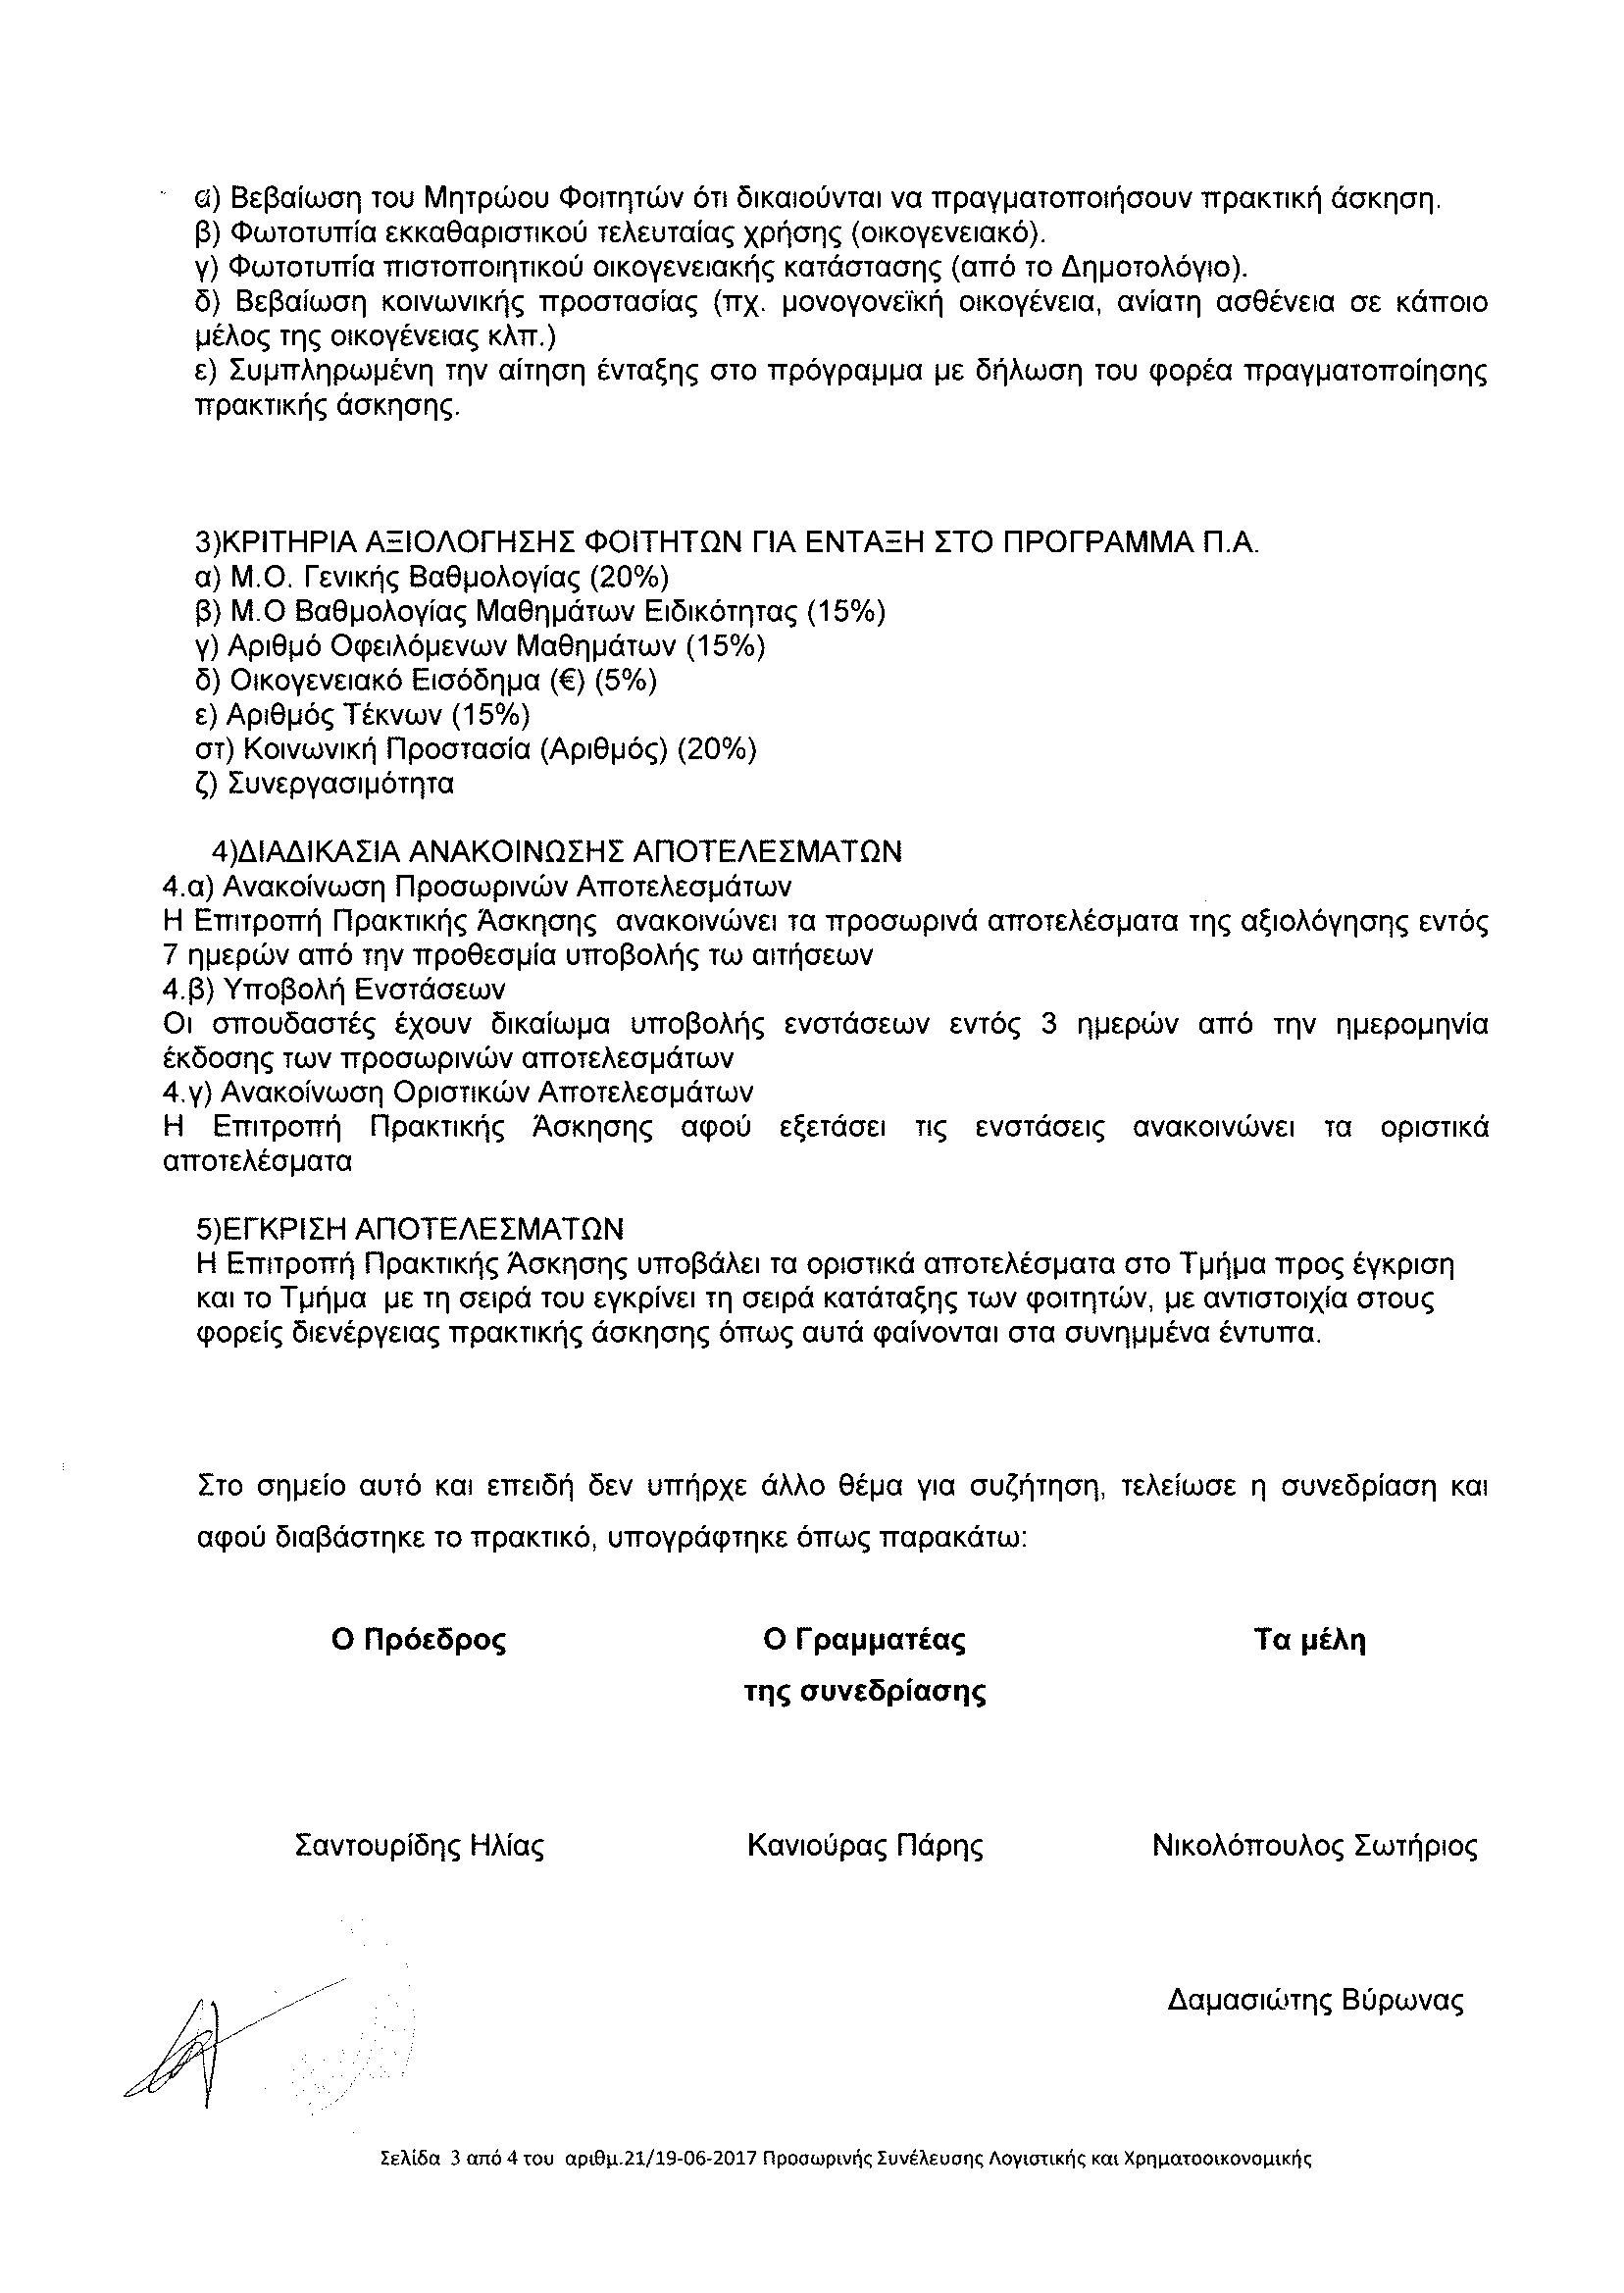 α) Βεβαίωση του Μητρώου Φοιτητών ότι δικαιούνται να πραγματοποιήσουν πρακτική άσκηση.
β) Φωτοτυπία εκκαθαριστικού τελευταίας χρήσης (οικογενειακό).
γ) Φωτοτυπία πιστοποιητικού οικογενειακής κατάστασης (από το Δημοτολόγιο).
δ) Βεβαίωση κοινωνικής προστασίας (πχ. μονογονεϊκή οικογένεια, ανίατη ασθένεια σε κάποιο
μέλος της οικογένειας κλπ.)
ε) Συμπληρωμένη την αίτηση ένταξης στο πρόγραμμα με δήλωση του φορέα πραγματοποίησης
πρακτικής άσκησης.
3)ΚΡΙΤΗΡΙΑ ΑΞΙΟΛΟΓΗΣΗΣ ΦΟΙΤΗΤΩΝ ΓΙΑ ΕΝΤΑΞΗ ΣΤΟ ΠΡΟΓΡΑΜΜΑ Π.Α.
α) Μ.Ο. Γενικής Βαθμολογίας (20%)
β) Μ.Ο Βαθμολογίας Μαθημάτων Ειδικότητας (15%)
γ) Αριθμό Οφειλόμενων Μαθημάτων (15%)
δ) Οικογενειακό Εισόδημα (€) (5%)
ε) Αριθμός Τέκνων (15%)
στ) Κοινωνική Προστασία (Αριθμός) (20%)
ζ) Συνεργασιμότητα
4)ΔΙΑΔΙΚΑΣΙΑ ΑΝΑΚΟΙΝΩΣΗΣ ΑΠΟΤΕΛΕΣΜΑΤΩΝ
4.α) Ανακοίνωση Προσωρινών Αποτελεσμάτων
Η Επιτροπή Πρακτικής Άσκησης ανακοινώνει τα προσωρινά αποτελέσματα της αξιολόγησης εντός
7 ημερών από την προθεσμία υποβολής τω αιτήσεων
4.β) Υποβολή Ενστάσεων
Οι σπουδαστές έχουν δικαίωμα υποβολής ενστάσεων εντός 3 ημερών από την ημερομηνία
έκδοσης των προσωρινών αποτελεσμάτων
4.γ) Ανακοίνωση Οριστικών Αποτελεσμάτων
Η Επιτροπή Πρακτικής Άσκησης αφού εξετάσει τις ενστάσεις ανακοινώνει τα οριστικά
αποτελέσματα
5)ΕΓΚΡΙΣΗ ΑΠΟΤΕΛΕΣΜΑΤΩΝ
Η Επιτροπή Πρακτικής Άσκησης υποβάλει τα οριστικά αποτελέσματα στο Τμήμα προς έγκριση
και το Τμήμα με τη σειρά του εγκρίνει τη σειρά κατάταξης των φοιτητών, με αντιστοιχία στους
φορείς διενέργειας πρακτικής άσκησης όπως αυτά φαίνονται στα συνημμένα έντυπα.
Στο σημείο αυτό και επειδή δεν υπήρχε άλλο θέμα για συζήτηση, τελείωσε η συνεδρίαση και
αφού διαβάστηκε το πρακτικό, υπογράφτηκε όπως παρακάτω:
Ο Πρόεδρος Ο Γραμματέας Τα μέλη
της συνεδρίασης
Σαντουρίδης Ηλίας Κανιούρας Πάρης Νικολόπουλος Σωτήριος
Δαμασιώτης Βύρωνας
Σελίδα 3 από 4 του αριθμ.21/19-06-2017 Προσωρινής Συνέλευσης Λογιστικής και Χρηματοοικονομικής